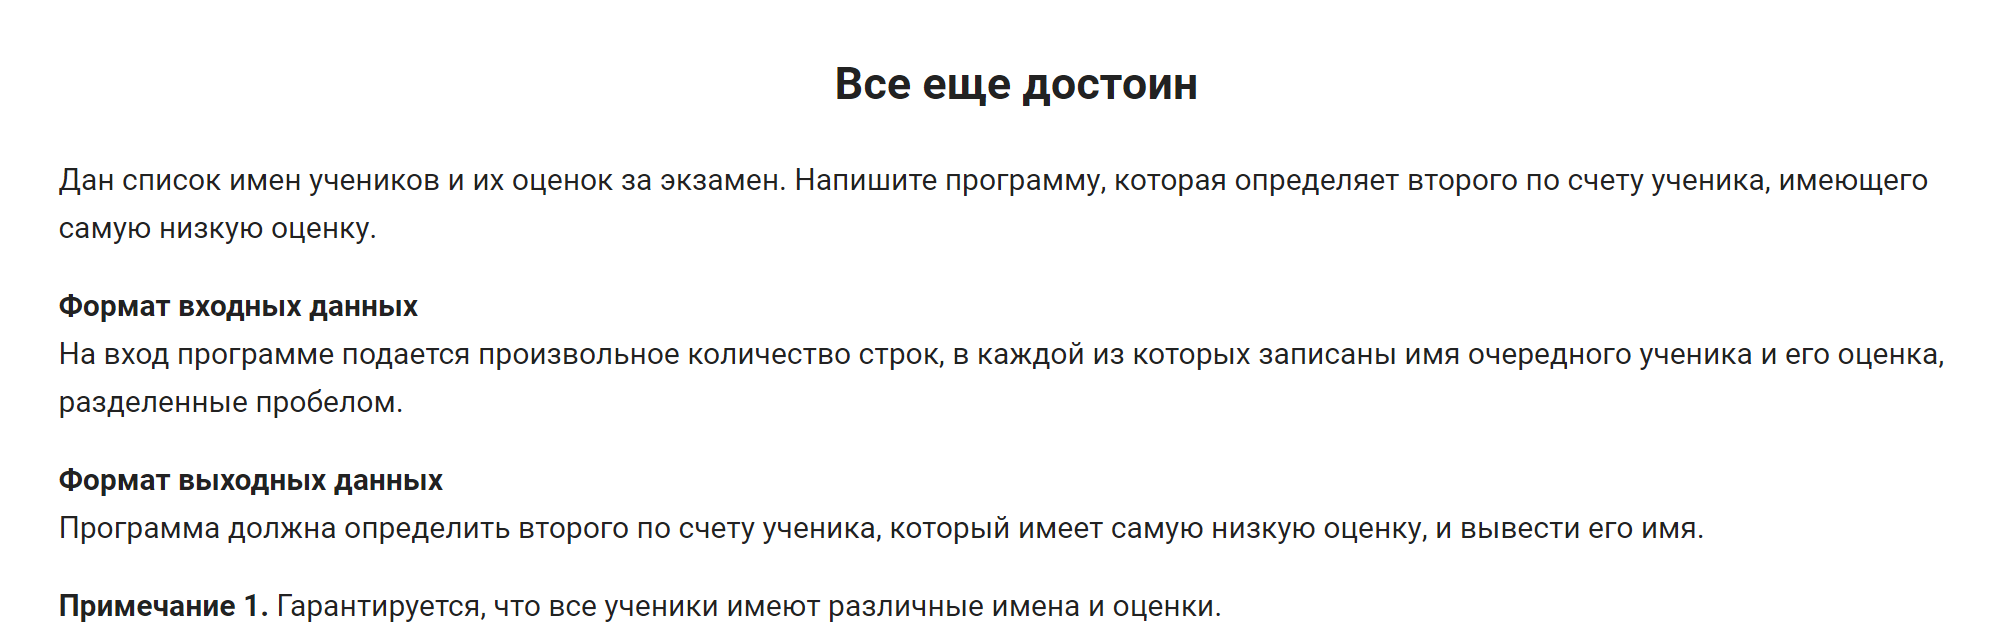 Все еще достоин
Дан список имен учеников и их оценок за экзамен. Напишите программу, которая определяет второго по счету ученика, имеющего
самую низкую оценку.
Формат входных данных
На вход программе подается произвольное количество строк, в каждой из которых записаны имя очередного ученика и его оценка,
разделенные пробелом.
Формат выходных данных
Программа должна определить второго по счету ученика, который имеет самую низкую оценку, и вывести его имя.
Примечание 1. Гарантируется, что все ученики имеют различные имена и оценки.